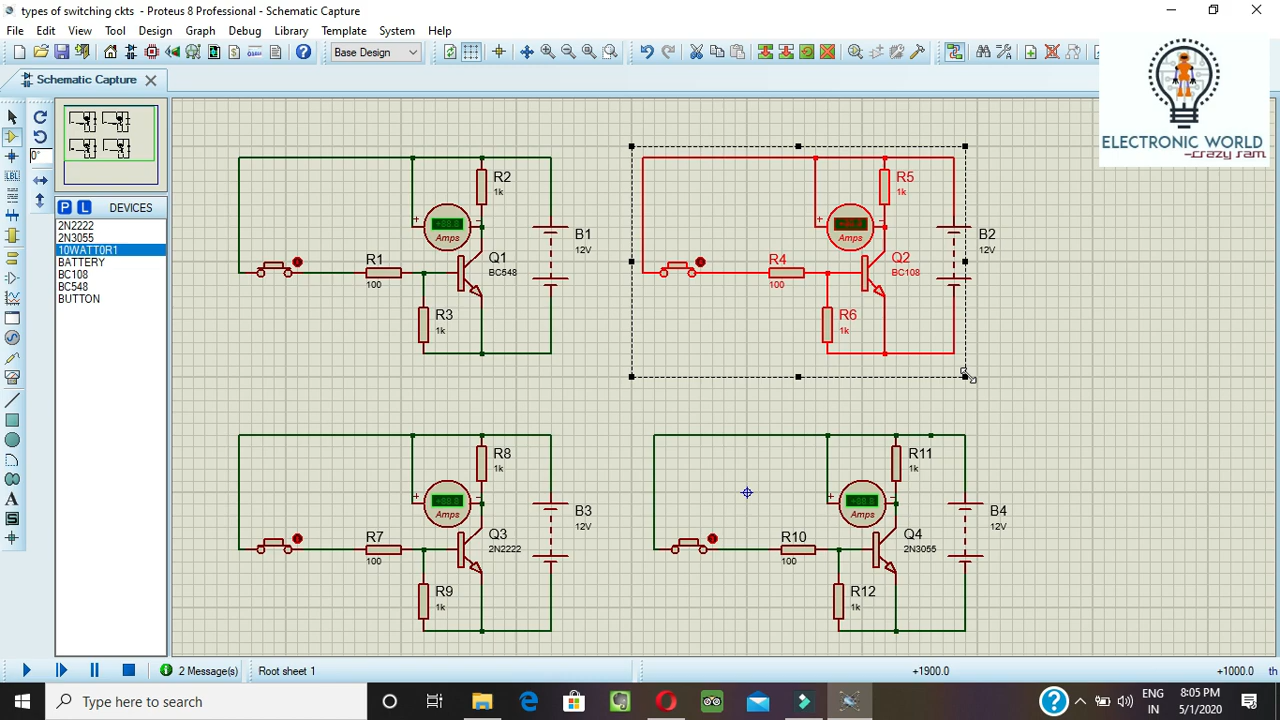 types of switching ckts - Proteus 8 Professional - Schematic Capture
File Edit View Tool Design Graph Debug Library Template System Help
Base Design
Schematic Capture
ELECTRONIC WORLD
-crazy ram
0°
P L DEVICES
2N2222
2N3055
10WATT0R1
BATTERY
BC108
BC548
BUTTON
R2
1k
Amps
B1
12V
R1
100
Q1
BC548
R3
1k
R5
1k
Amps
B2
12V
R4
100
Q2
BC108
R6
1k
R8
1k
Amps
B3
12V
R7
100
Q3
2N2222
R9
1k
R11
1k
Amps
B4
12V
R10
100
Q4
2N3055
R12
1k
2 Message(s)
Root sheet 1
+1900.0
+1000.0
th
Type here to search
ENG
IN
8:05 PM
5/1/2020